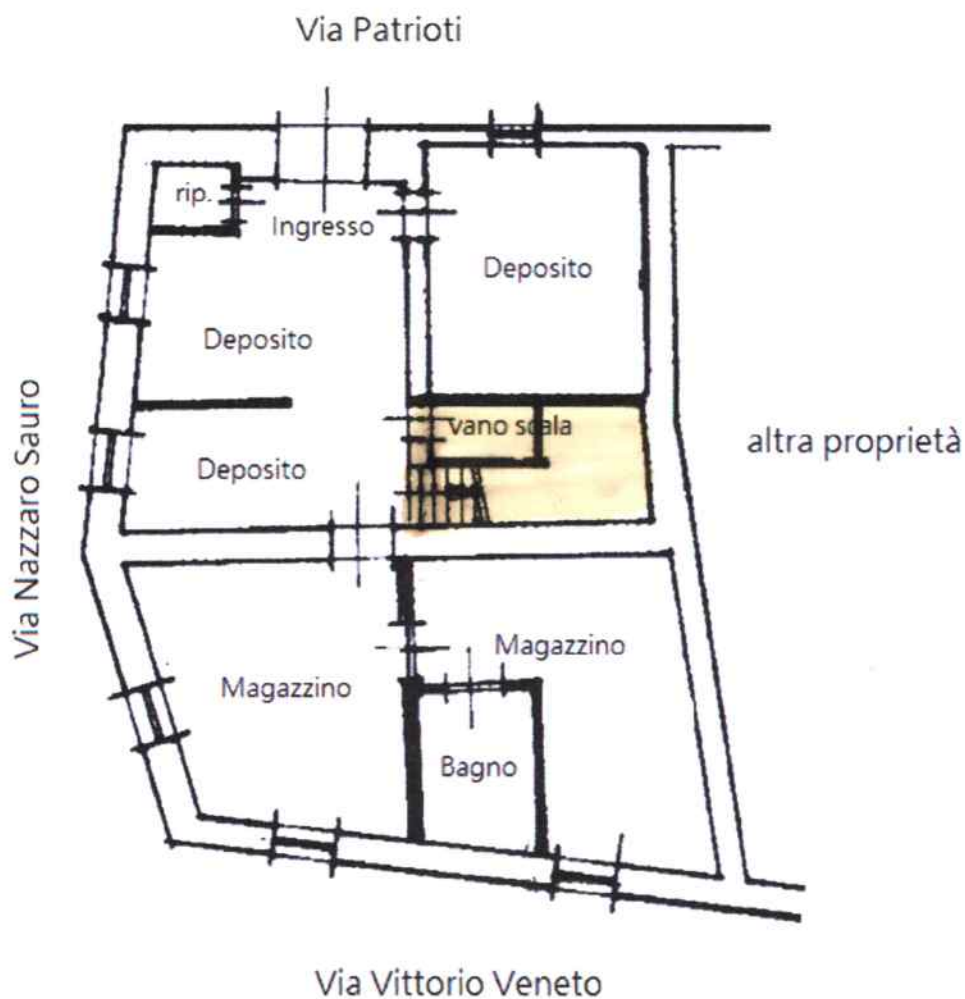 Via Patrioti
rip.
Ingresso
Deposito
Deposito
vano scala
altra proprietà
Deposito
Via Nazzaro Sauro
Magazzino
Magazzino
Bagno
Via Vittorio Veneto